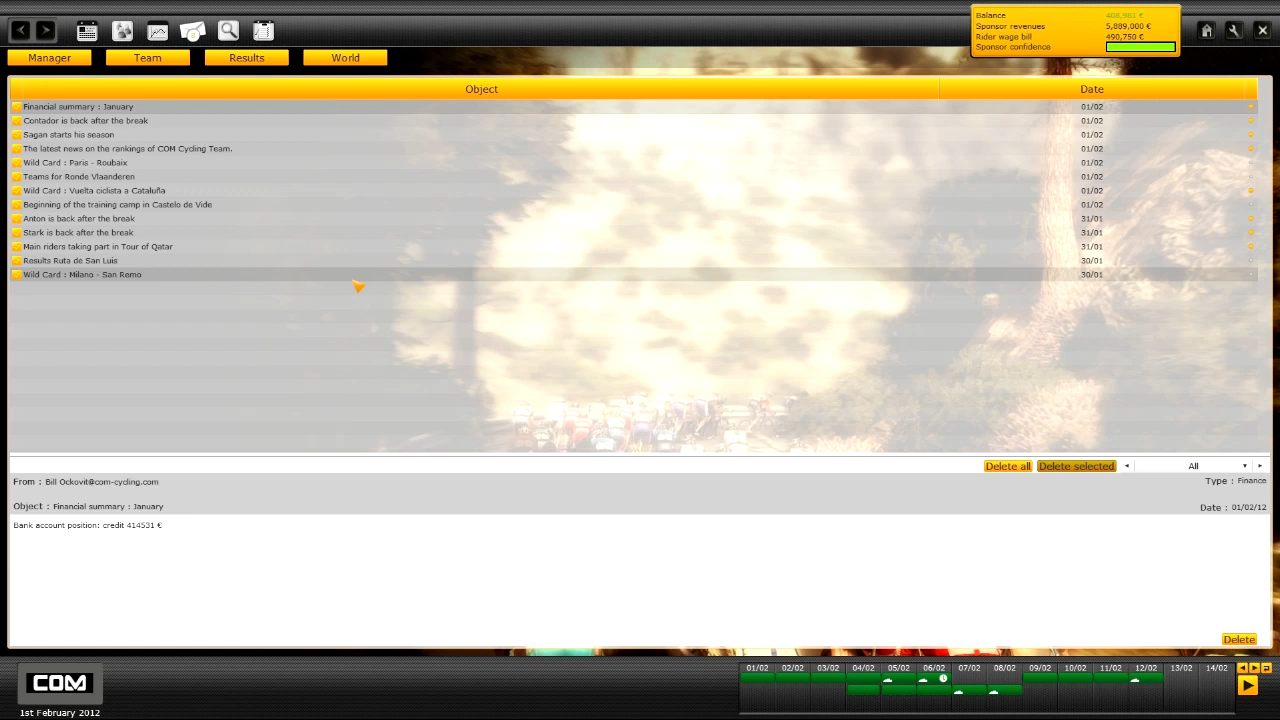 Balance 408,981 €
Sponsor revenues 5,889,000 €
Rider wage bill 490,750 €
Sponsor confidence
Manager Team Results World
Object Date
Financial summary : January 01/02
Contador is back after the break 01/02
Sagan starts his season 01/02
The latest news on the rankings of COM Cycling Team. 01/02
Wild Card : Paris - Roubaix 01/02
Teams for Ronde Vlaanderen 01/02
Wild Card : Vuelta ciclista a Cataluña 01/02
Beginning of the training camp in Castelo de Vide 01/02
Anton is back after the break 31/01
Stark is back after the break 31/01
Main riders taking part in Tour of Qatar 31/01
Results Ruta de San Luis 30/01
Wild Card : Milano - San Remo 30/01
Delete all Delete selected All
From : Bill Ockovit@com-cycling.com Type : Finance
Object : Financial summary : January Date : 01/02/12
Bank account position: credit 414531 €
Delete
01/02 02/02 03/02 04/02 05/02 06/02 07/02 08/02 09/02 10/02 11/02 12/02 13/02 14/02
COM
1st February 2012